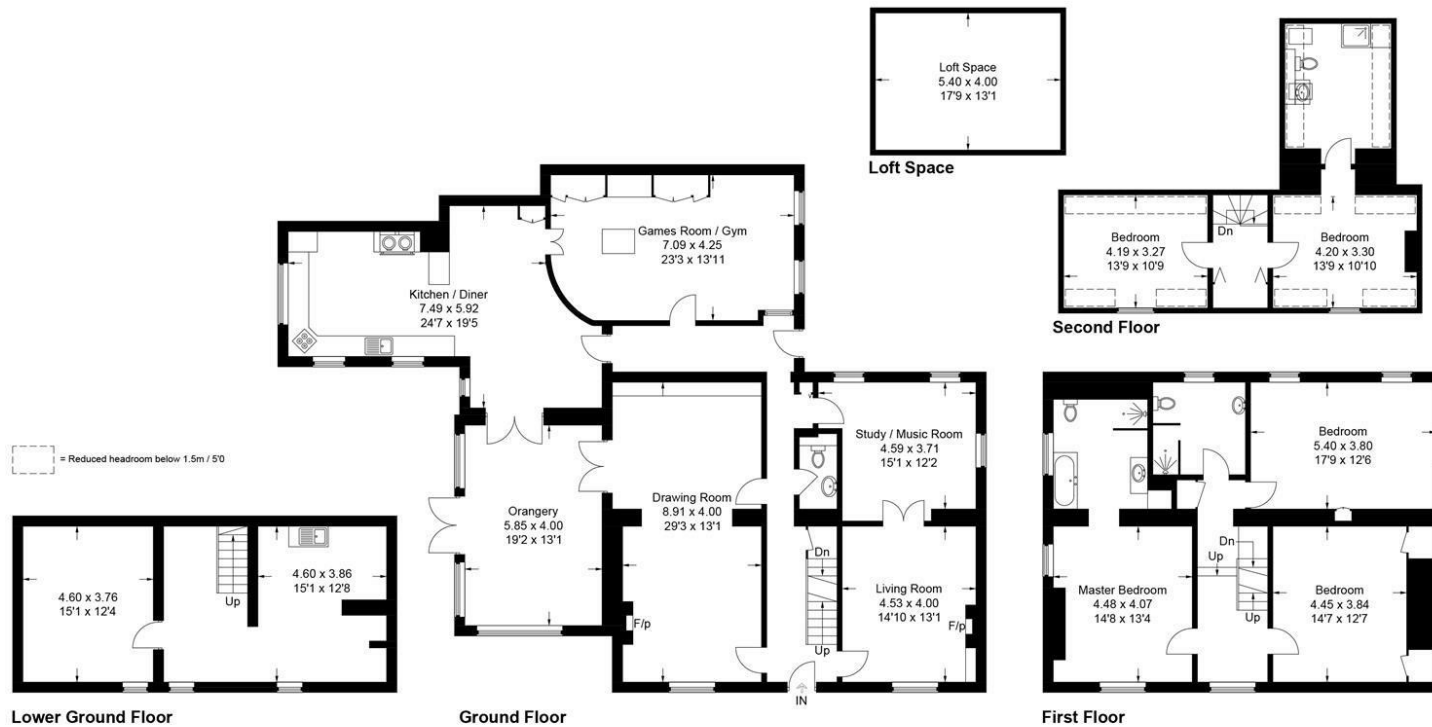 Loft Space
5.40 x 4.00
17'9 x 13'1
Loft Space
Games Room / Gym
7.09 x 4.25
23'3 x 13'11
Kitchen / Diner
7.49 x 5.92
24'7 x 19'5
Bedroom
4.19 x 3.27
13'9 x 10'9
Dn
Bedroom
4.20 x 3.30
13'9 x 10'10
Second Floor
= Reduced headroom below 1.5m / 5'0
4.60 x 3.76
15'1 x 12'4
Up
4.60 x 3.86
15'1 x 12'8
Lower Ground Floor
Orangery
5.85 x 4.00
19'2 x 13'1
Drawing Room
8.91 x 4.00
29'3 x 13'1
F/p
Study / Music Room
4.59 x 3.71
15'1 x 12'2
Dn
Up
Living Room
4.53 x 4.00
14'10 x 13'1
F/p
IN
Ground Floor
Bedroom
5.40 x 3.80
17'9 x 12'6
Master Bedroom
4.48 x 4.07
14'8 x 13'4
Dn
Up
Up
Bedroom
4.45 x 3.84
14'7 x 12'7
First Floor